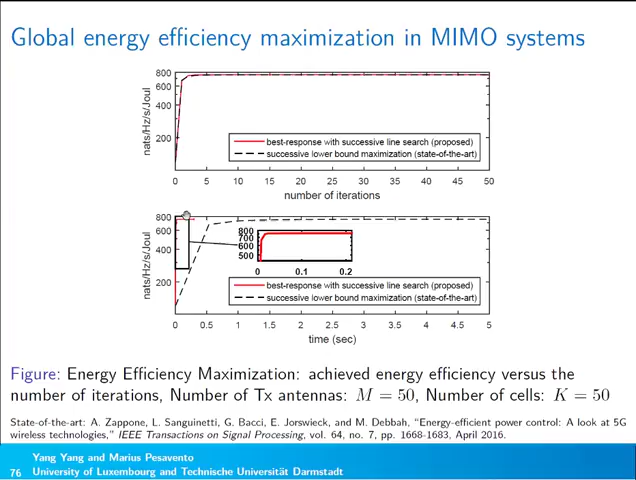 Global energy efficiency maximization in MIMO systems
800
600
400
200
nats/Hz/s/Joul
best-response with successive line search (proposed)
successive lower bound maximization (state-of-the-art)
0 5 10 15 20 25 30 35 40 45 50
number of iterations
800
600
400
200
nats/Hz/s/Joul
800
700
600
500
0 0.1 0.2
best-response with successive line search (proposed)
successive lower bound maximization (state-of-the-art)
0 0.5 1 1.5 2 2.5 3 3.5 4 4.5 5
time (sec)
Figure: Energy Efficiency Maximization: achieved energy efficiency versus the
number of iterations, Number of Tx antennas: M = 50, Number of cells: K = 50
State-of-the-art: A. Zappone, L. Sanguinetti, G. Bacci, E. Jorswieck, and M. Debbah, "Energy-efficient power control: A look at 5G
wireless technologies," IEEE Transactions on Signal Processing, vol. 64, no. 7, pp. 1668-1683, April 2016.
Yang Yang and Marius Pesavento
76 University of Luxembourg and Technische Universität Darmstadt